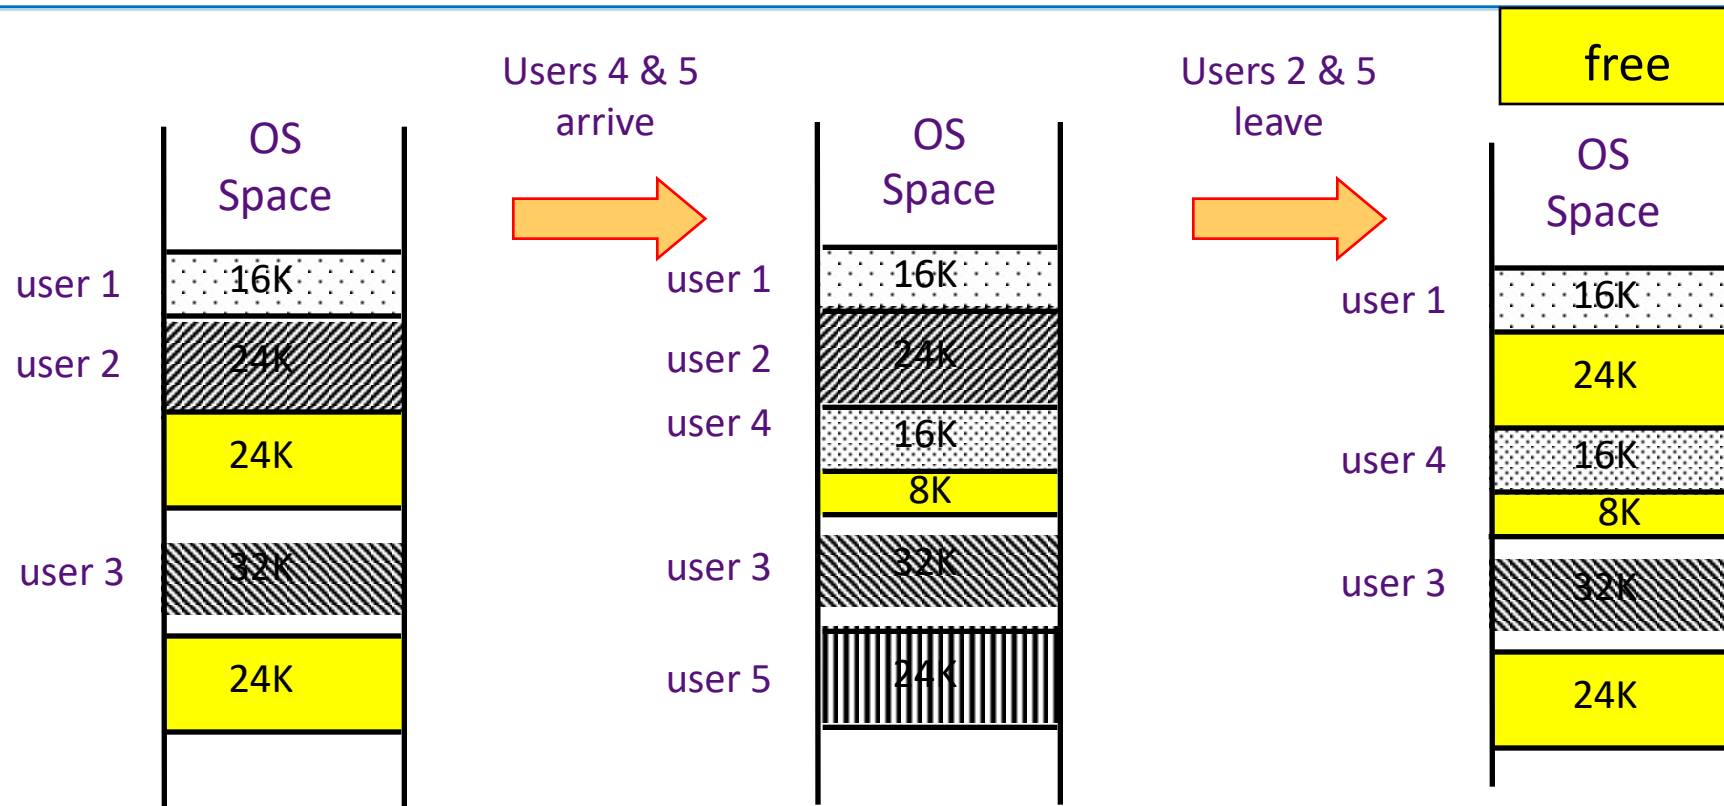 Users 4 & 5
arrive
Users 2 & 5
leave
free
OS
Space
user 1
16K
user 2
24K
24K
user 3
32K
24K
OS
Space
user 1
16K
user 2
24K
user 4
16K
8K
user 3
32K
user 5
24K
OS
Space
user 1
16K
24K
user 4
16K
8K
user 3
32K
24K